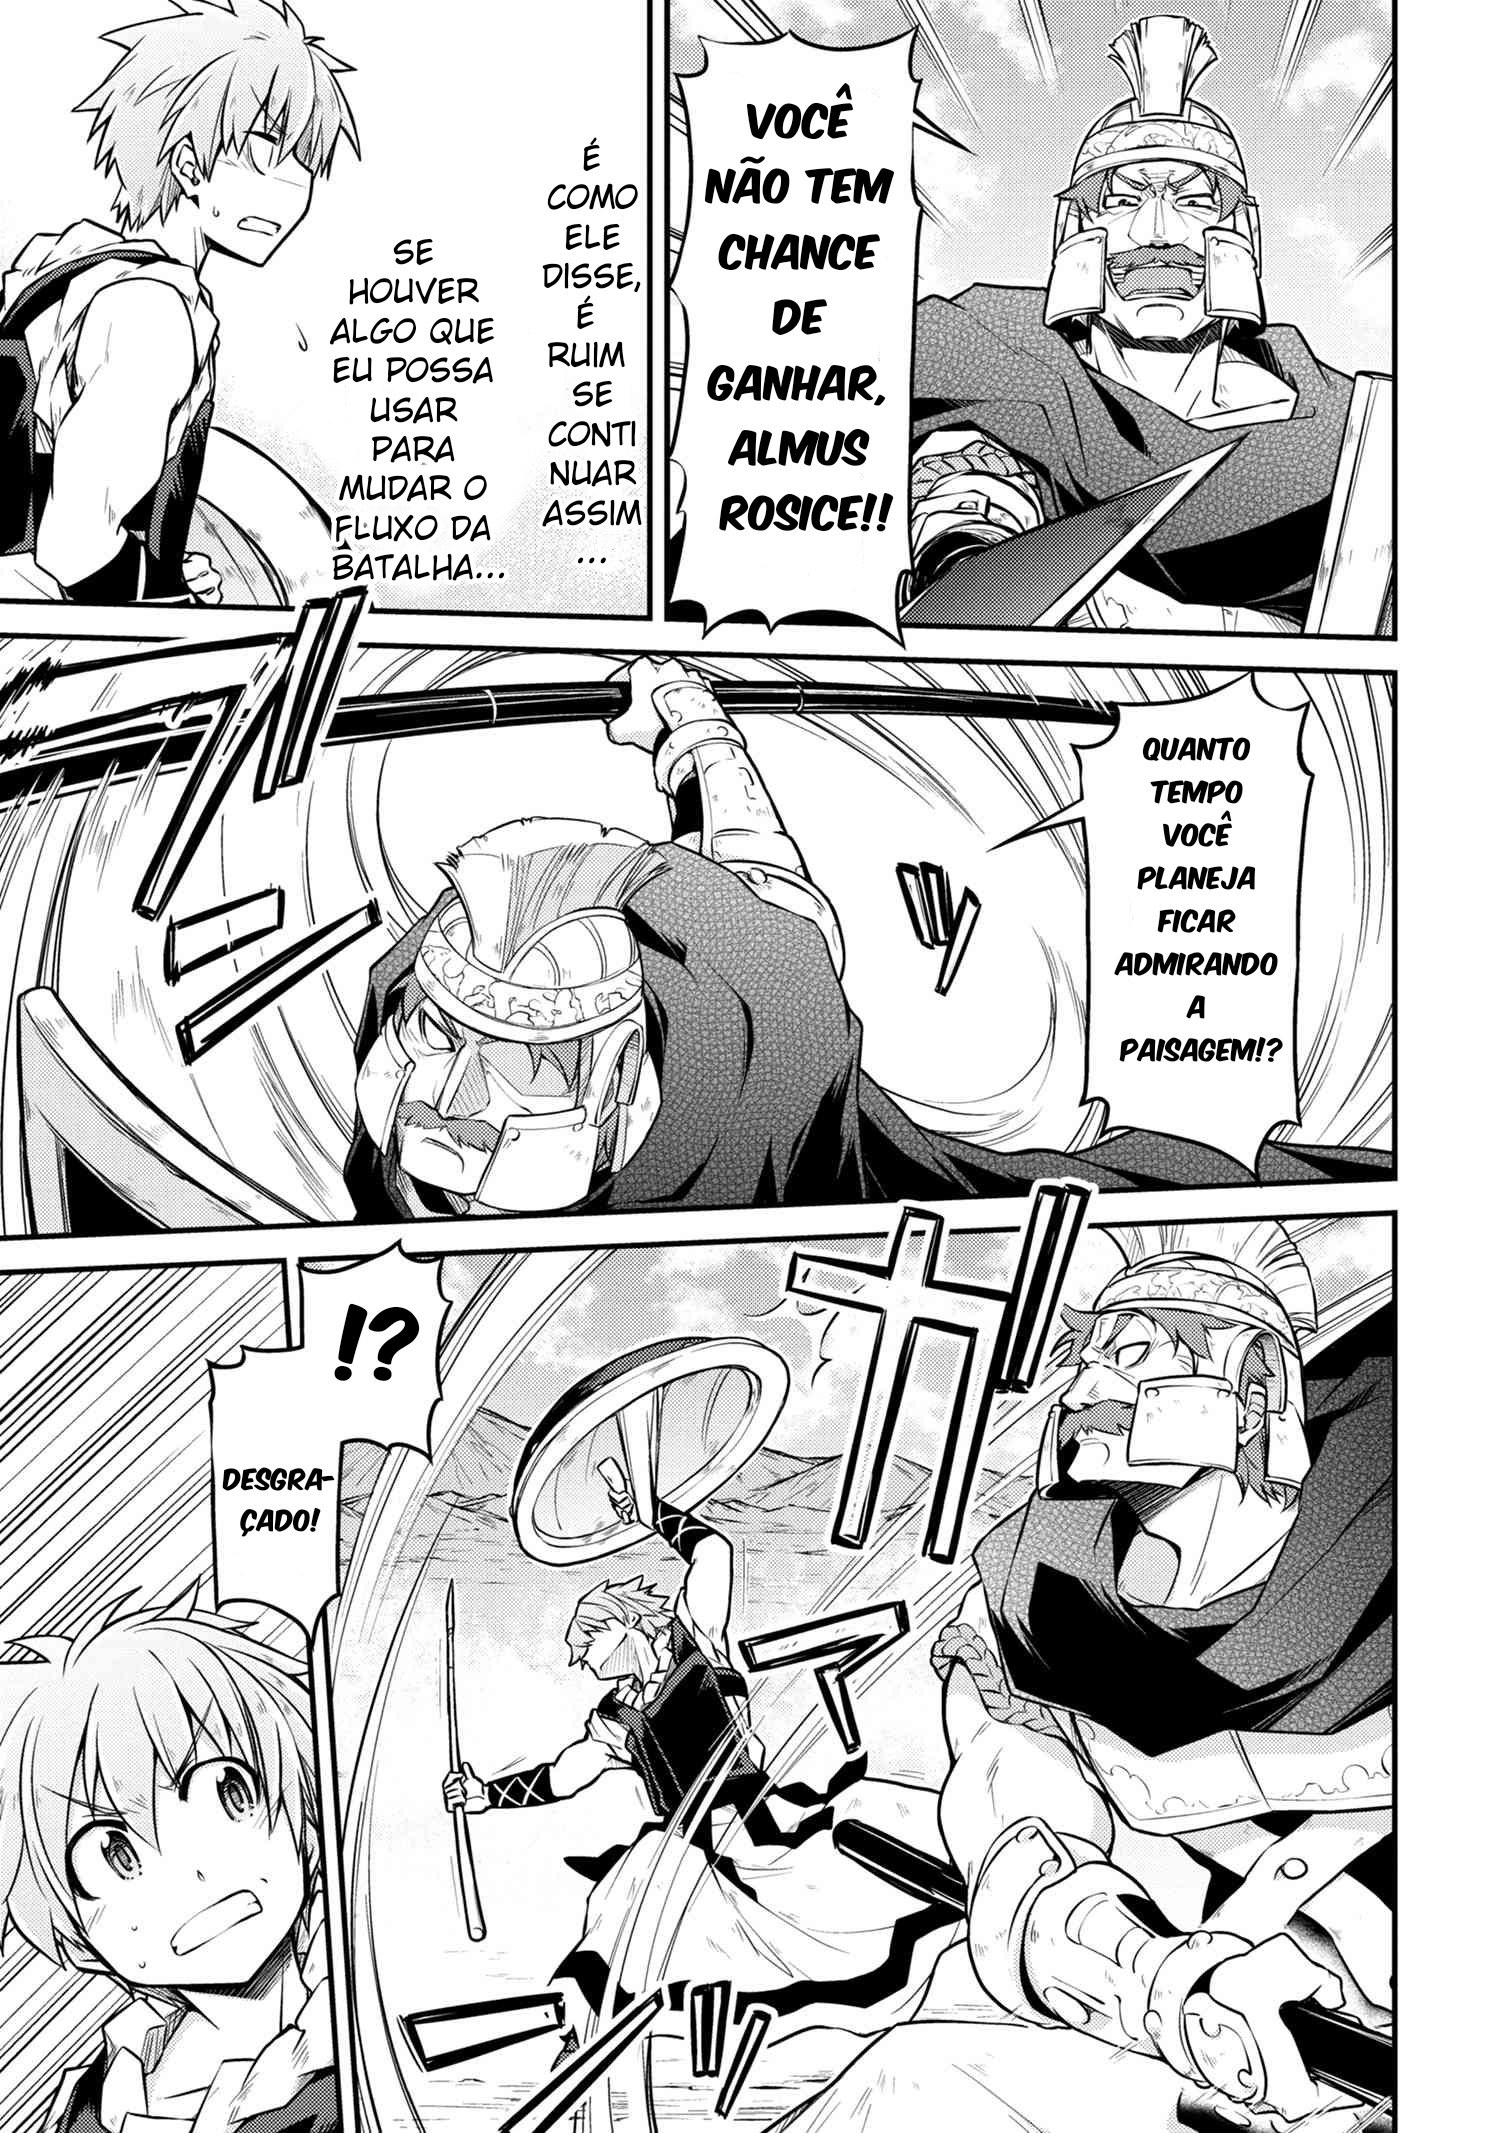 VOCÊ
NÃO TEM
CHANCE
DE
GANHAR,
ALMUS
ROSICE!!
É
COMO
ELE
DISSE,
É
RUIM
SE
CONTI
NUAR
ASSIM
...
SE
HOUVER
ALGO QUE
EU POSSA
USAR
PARA
MUDAR O
FLUXO DA
BATALHA...
QUANTO
TEMPO
VOCÊ
PLANEJA
FICAR
ADMIRANDO
A
PAISAGEM!?
!?
DESGRA-
ÇADO!